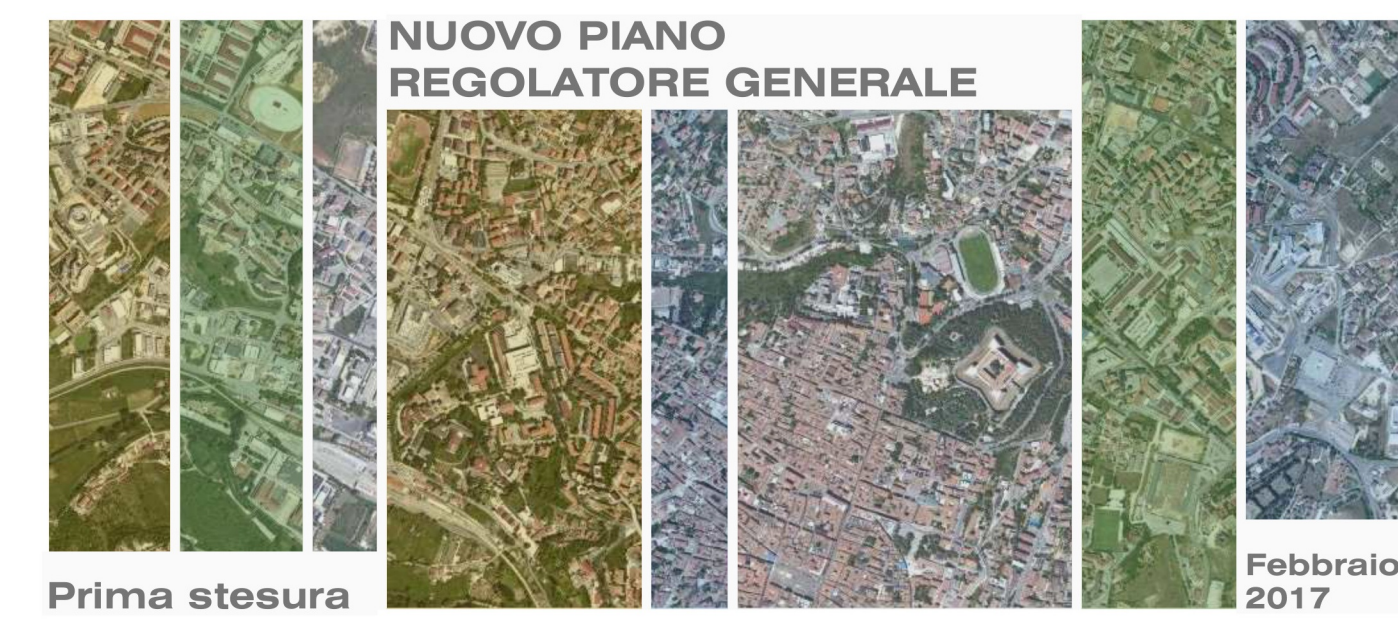 NUOVO PIANO
REGOLATORE GENERALE
Prima stesura
Febbraio
2017